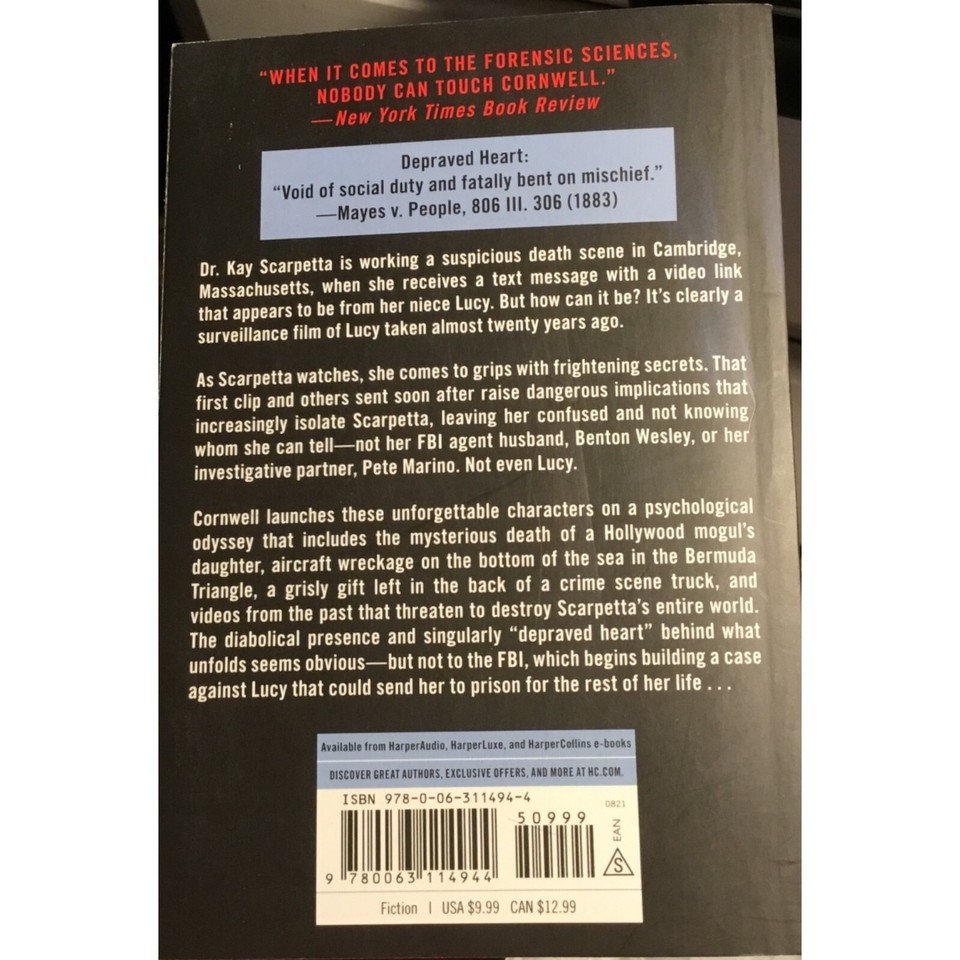 “WHEN IT COMES TO THE FORENSIC SCIENCES,
NOBODY CAN TOUCH CORNWELL.”
—New York Times Book Review
Depraved Heart:
“Void of social duty and fatally bent on mischief.”
—Mayes v. People, 806 III. 306 (1883)
Dr. Kay Scarpetta is working a suspicious death scene in Cambridge,
Massachusetts, when she receives a text message with a video link
that appears to be from her niece Lucy. But how can it be? It’s clearly a
surveillance film of Lucy taken almost twenty years ago.
As Scarpetta watches, she comes to grips with frightening secrets. That
first clip and others sent soon after raise dangerous implications that
increasingly isolate Scarpetta, leaving her confused and not knowing
whom she can tell—not her FBI agent husband, Benton Wesley, or her
investigative partner, Pete Marino. Not even Lucy.
Cornwell launches these unforgettable characters on a psychological
odyssey that includes the mysterious death of a Hollywood mogul’s
daughter, aircraft wreckage on the bottom of the sea in the Bermuda
Triangle, a grisly gift left in the back of a crime scene truck, and
videos from the past that threaten to destroy Scarpetta’s entire world.
The diabolical presence and singularly “depraved heart” behind what
unfolds seems obvious—but not to the FBI, which begins building a case
against Lucy that could send her to prison for the rest of her life . . .
Available from HarperAudio, HarperLuxe, and HarperCollins e-books
DISCOVER GREAT AUTHORS, EXCLUSIVE OFFERS, AND MORE AT HC.COM.
ISBN 978-0-06-311494-4
50999
0821
EAN
S
9 780063 114944
Fiction | USA $9.99 CAN $12.99